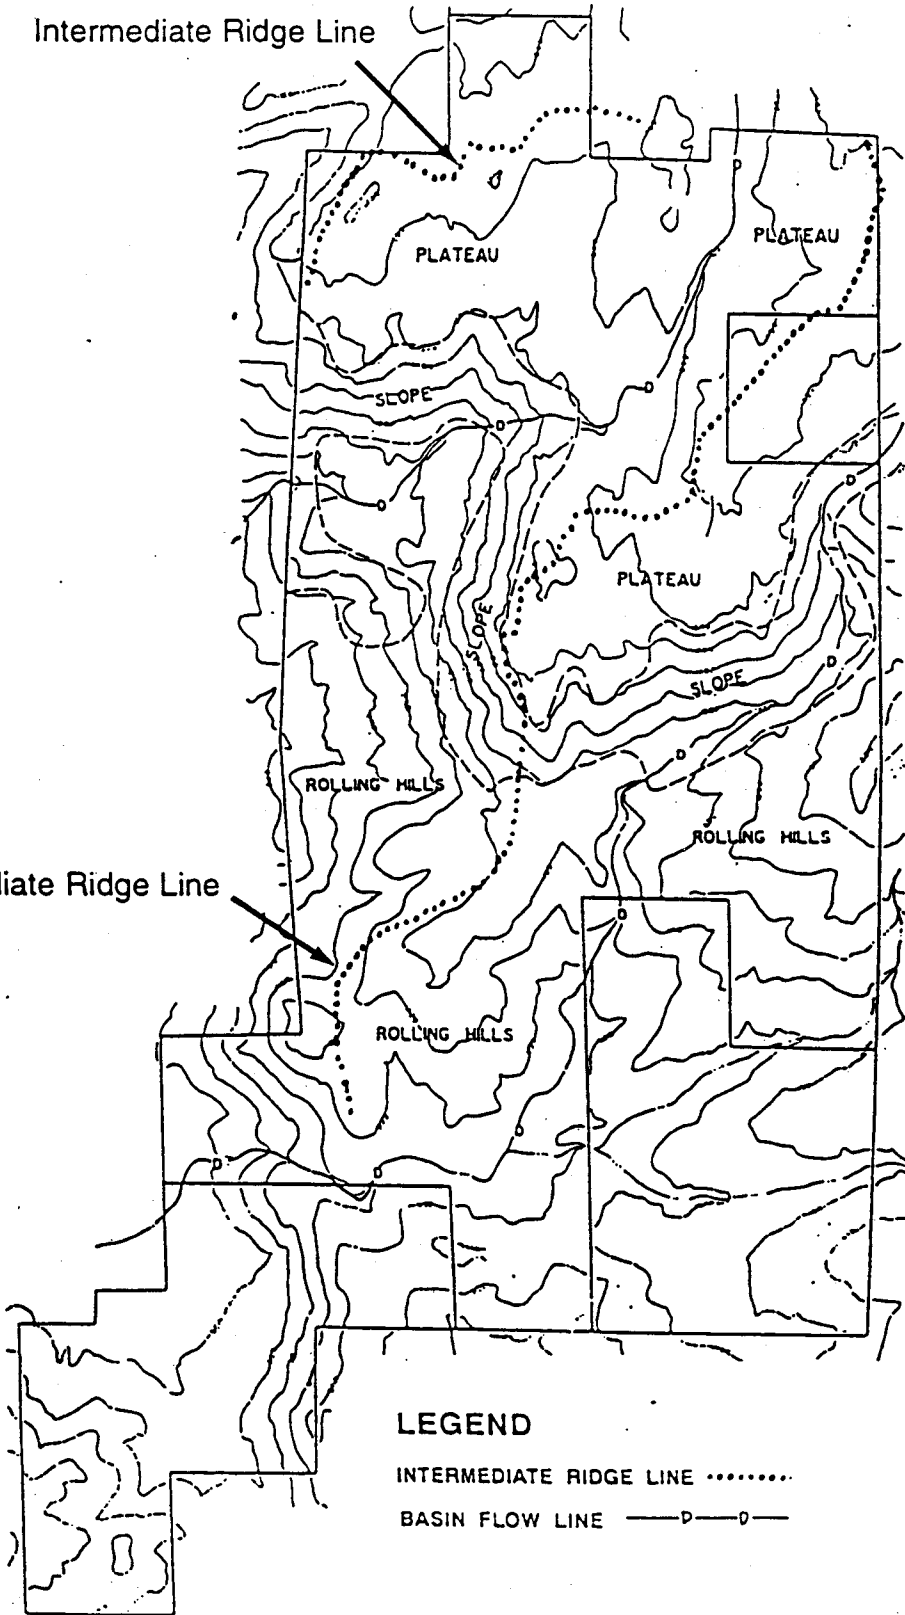 Intermediate Ridge Line
PLATEAU
PLATEAU
SLOPE
PLATEAU
SLOPE
SLOPE
ROLLING HILLS
ROLLING HILLS
diate Ridge Line
ROLLING HILLS
D
D
D
D
D
D
D
D
D
D
D
LEGEND
INTERMEDIATE RIDGE LINE
BASIN FLOW LINE D D